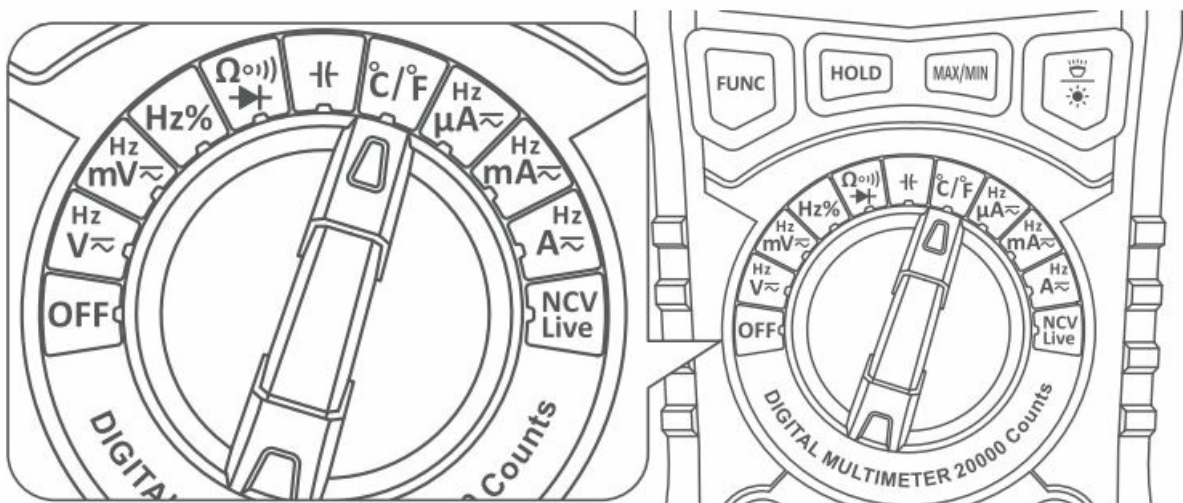 OFF
Hz
V⎓~
Hz
mV⎓~
Hz%
Ω
°C/°F
Hz
µA⎓~
Hz
mA⎓~
Hz
A⎓~
NCV
Live
DIGITAL
Counts
FUNC
HOLD
MAX/MIN
OFF
Hz
V⎓~
Hz
mV⎓~
Hz%
Ω
°C/°F
Hz
µA⎓~
Hz
mA⎓~
Hz
A⎓~
NCV
Live
DIGITAL MULTIMETER 20000 Counts